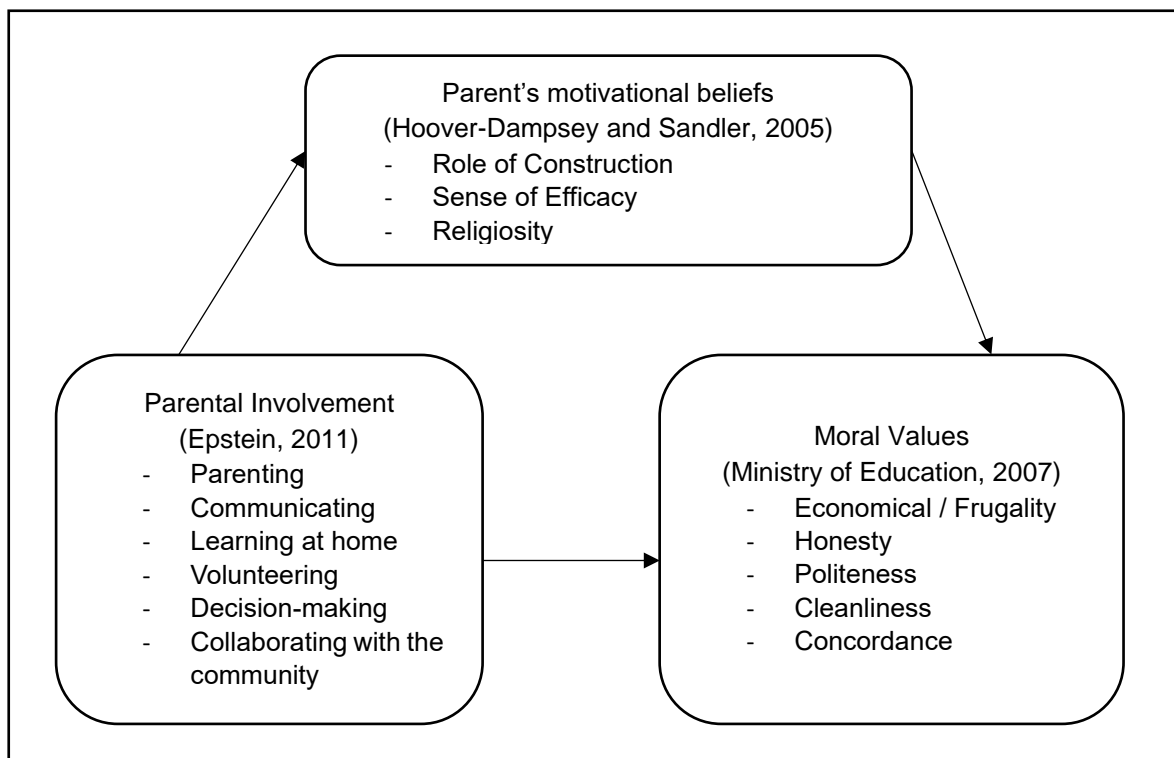 Parent’s motivational beliefs
(Hoover-Dampsey and Sandler, 2005)
- Role of Construction
- Sense of Efficacy
- Religiosity
Parental Involvement
(Epstein, 2011)
- Parenting
- Communicating
- Learning at home
- Volunteering
- Decision-making
- Collaborating with the
community
Moral Values
(Ministry of Education, 2007)
- Economical / Frugality
- Honesty
- Politeness
- Cleanliness
- Concordance